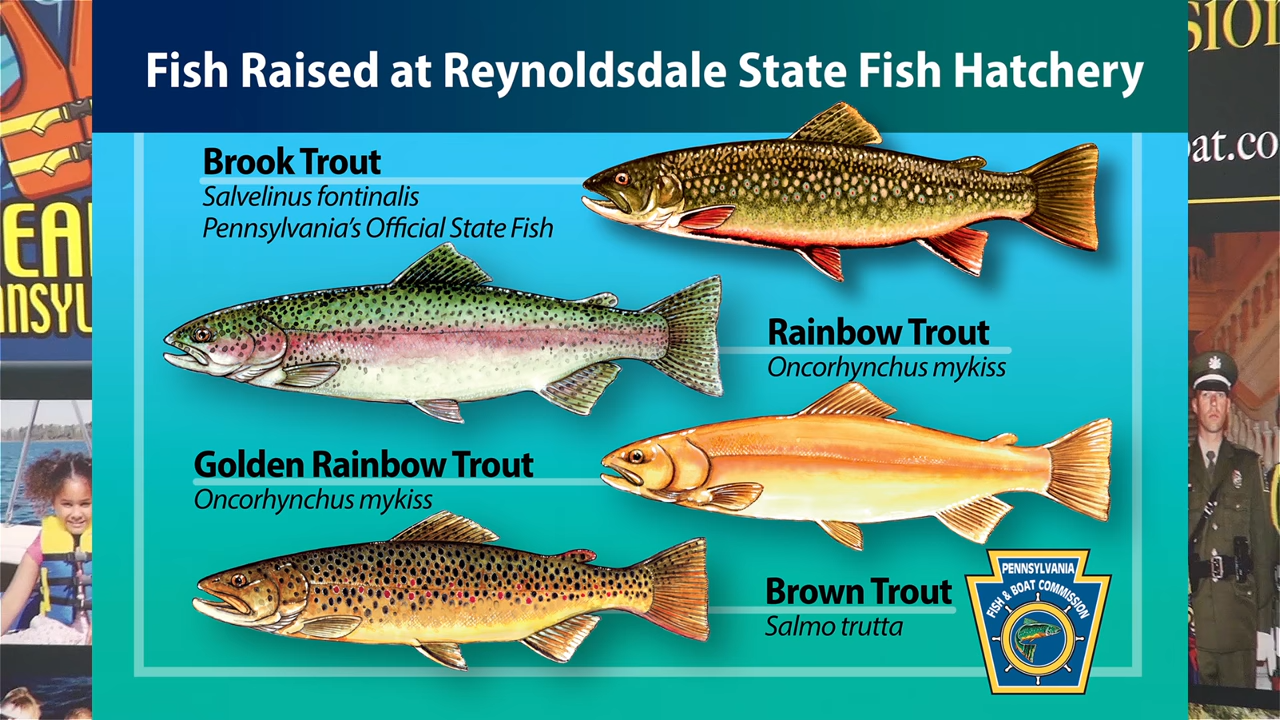 Fish Raised at Reynoldsdale State Fish Hatchery
Brook Trout
Salvelinus fontinalis
Pennsylvania's Official State Fish
Rainbow Trout
Oncorhynchus mykiss
Golden Rainbow Trout
Oncorhynchus mykiss
Brown Trout
Salmo trutta
PENNSYLVANIA
FISH & BOAT COMMISSION